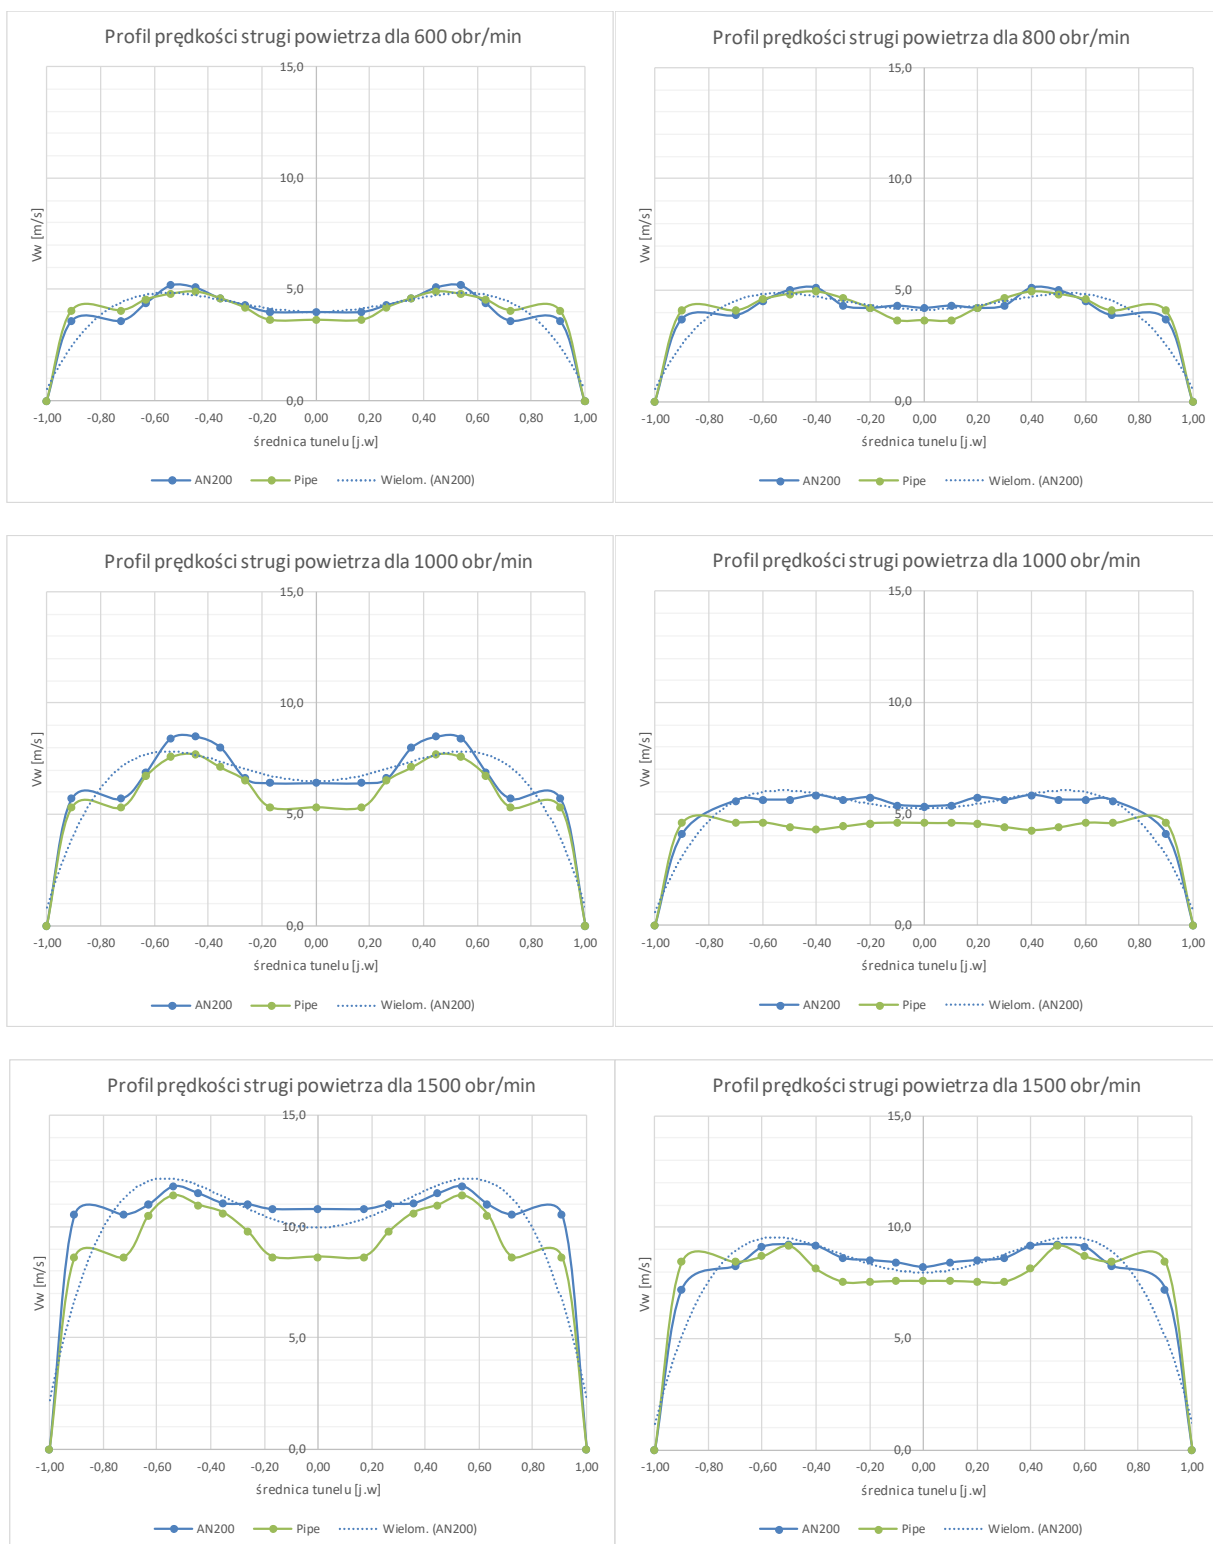 Profil prędkości strugi powietrza dla 600 obr/min
15,0
10,0
5,0
0,0
Vw [m/s]
-1,00 -0,80 -0,60 -0,40 -0,20 0,00 0,20 0,40 0,60 0,80 1,00
średnica tunelu [j.w]
AN200 Pipe Wielom. (AN200)
Profil prędkości strugi powietrza dla 800 obr/min
15,0
10,0
5,0
0,0
Vw [m/s]
-1,00 -0,80 -0,60 -0,40 -0,20 0,00 0,20 0,40 0,60 0,80 1,00
średnica tunelu [j.w]
AN200 Pipe Wielom. (AN200)
Profil prędkości strugi powietrza dla 1000 obr/min
15,0
10,0
5,0
0,0
Vw [m/s]
-1,00 -0,80 -0,60 -0,40 -0,20 0,00 0,20 0,40 0,60 0,80 1,00
średnica tunelu [j.w]
AN200 Pipe Wielom. (AN200)
Profil prędkości strugi powietrza dla 1000 obr/min
15,0
10,0
5,0
0,0
Vw [m/s]
-1,00 -0,80 -0,60 -0,40 -0,20 0,00 0,20 0,40 0,60 0,80 1,00
średnica tunelu [j.w]
AN200 Pipe Wielom. (AN200)
Profil prędkości strugi powietrza dla 1500 obr/min
15,0
10,0
5,0
0,0
Vw [m/s]
-1,00 -0,80 -0,60 -0,40 -0,20 0,00 0,20 0,40 0,60 0,80 1,00
średnica tunelu [j.w]
AN200 Pipe Wielom. (AN200)
Profil prędkości strugi powietrza dla 1500 obr/min
15,0
10,0
5,0
0,0
Vw [m/s]
-1,00 -0,80 -0,60 -0,40 -0,20 0,00 0,20 0,40 0,60 0,80 1,00
średnica tunelu [j.w]
AN200 Pipe Wielom. (AN200)